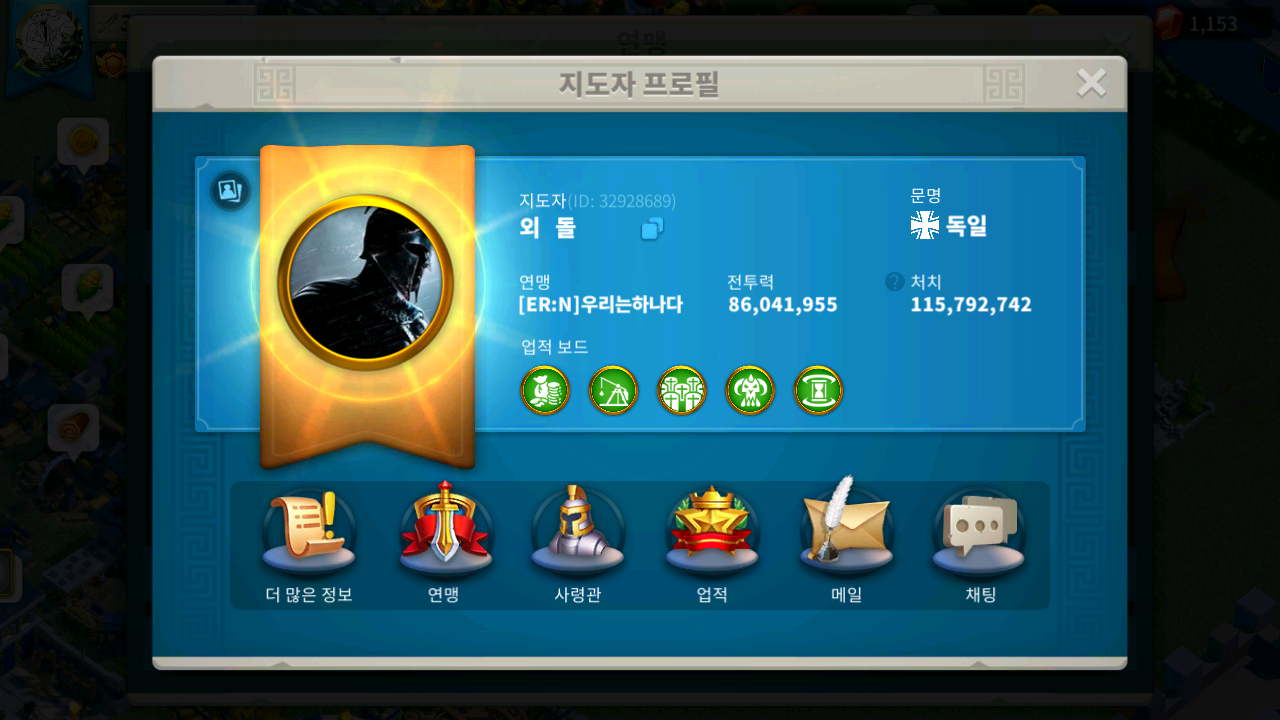 연맹
1,153
지도자 프로필
지도자(ID: 32928689)
문명
외 돌
독일
연맹
전투력
? 처치
[ER:N]우리는하나다
86,041,955
115,792,742
업적 보드
더 많은 정보
연맹
사령관
업적
메일
채팅